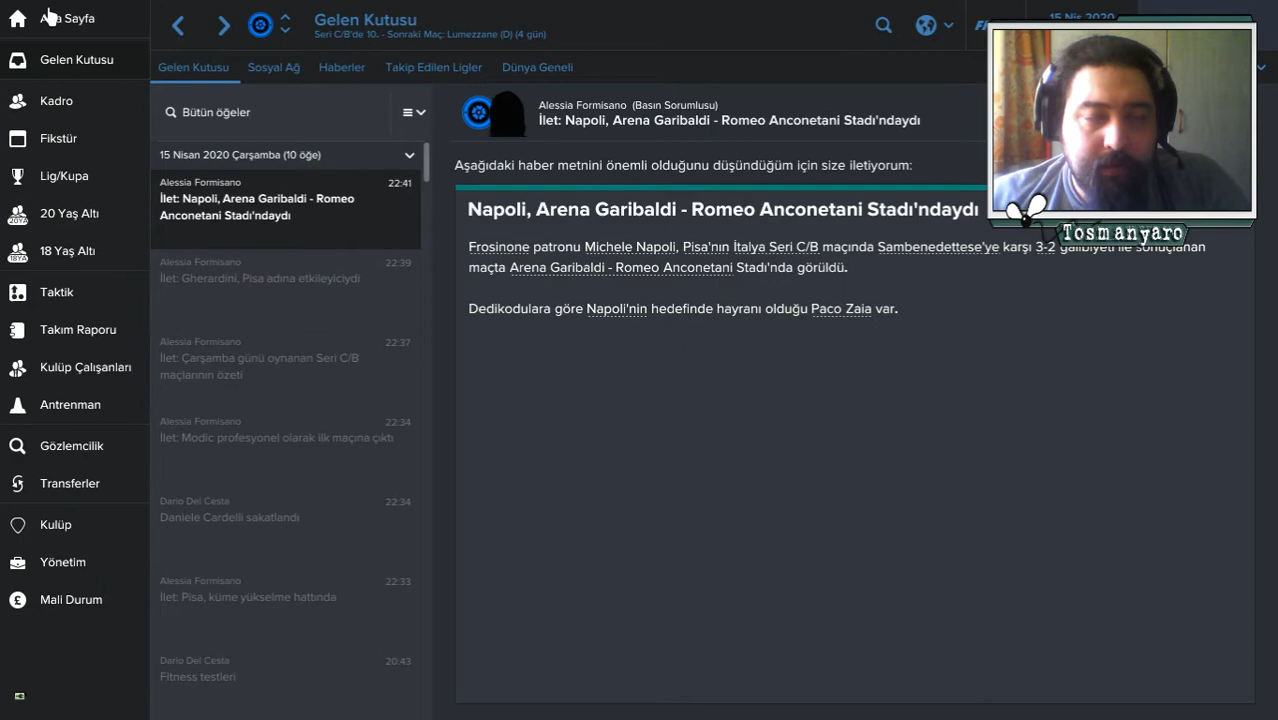 Ana Sayfa
Gelen Kutusu
Kadro
Fikstür
Lig/Kupa
20YA
20 Yaş Altı
18YA
18 Yaş Altı
Taktik
Takım Raporu
Kulüp Çalışanları
Antrenman
Gözlemcilik
Transferler
Kulüp
Yönetim
Mali Durum
Gelen Kutusu
Seri C/B'de 10. - Sonraki Maç: Lumezzane (D) (4 gün)
15 Nis 2020
Gelen Kutusu Sosyal Ağ Haberler Takip Edilen Ligler Dünya Geneli
Bütün öğeler
15 Nisan 2020 Çarşamba (10 öğe)
Alessia Formisano 22:41
İlet: Napoli, Arena Garibaldi - Romeo
Anconetani Stadı'ndaydı
Alessia Formisano 22:39
İlet: Gherardini, Pisa adına etkileyiciydi
Alessia Formisano 22:37
İlet: Çarşamba günü oynanan Seri C/B
maçlarının özeti
Alessia Formisano 22:34
İlet: Modic profesyonel olarak ilk maçına çıktı
Dario Del Cesta 22:34
Daniele Cardelli sakatlandı
Alessia Formisano 22:33
İlet: Pisa, küme yükselme hattında
Dario Del Cesta 20:43
Fitness testleri
Alessia Formisano (Basın Sorumlusu)
İlet: Napoli, Arena Garibaldi - Romeo Anconetani Stadı'ndaydı
Aşağıdaki haber metnini önemli olduğunu düşündüğüm için size iletiyorum:
Napoli, Arena Garibaldi - Romeo Anconetani Stadı'ndaydı
Frosinone patronu Michele Napoli, Pisa'nın İtalya Seri C/B maçında Sambenedettese'ye karşı 3-2 galibiyeti ile sonuçlanan
maçta Arena Garibaldi - Romeo Anconetani Stadı'nda görüldü.
Dedikodulara göre Napoli'nin hedefinde hayranı olduğu Paco Zaia var.
Tosmanyaro